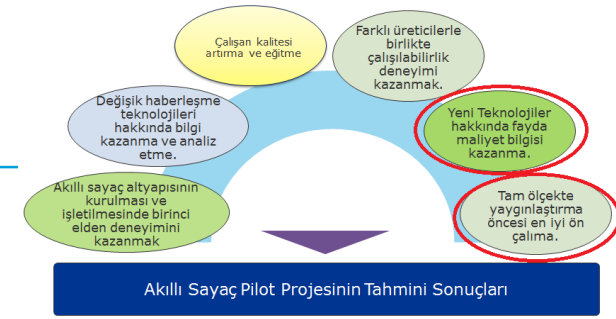 Çalışan kalitesi
artırma ve eğitme
Farklı üreticilerle
birlikte
çalışılabilirlik
deneyimi
kazanmak.
Değişik haberleşme
teknolojileri
hakkında bilgi
kazanma ve analiz
etme.
Yeni Teknolojiler
hakkında fayda
maliyet bilgisi
kazanma.
Akıllı sayaç altyapısının
kurulması ve
işletilmesinde birinci
elden deneyimini
kazanmak
Tam ölçekte
yaygınlaştırma
öncesi en iyi ön
çalıma.
Akıllı Sayaç Pilot Projesinin Tahmini Sonuçları